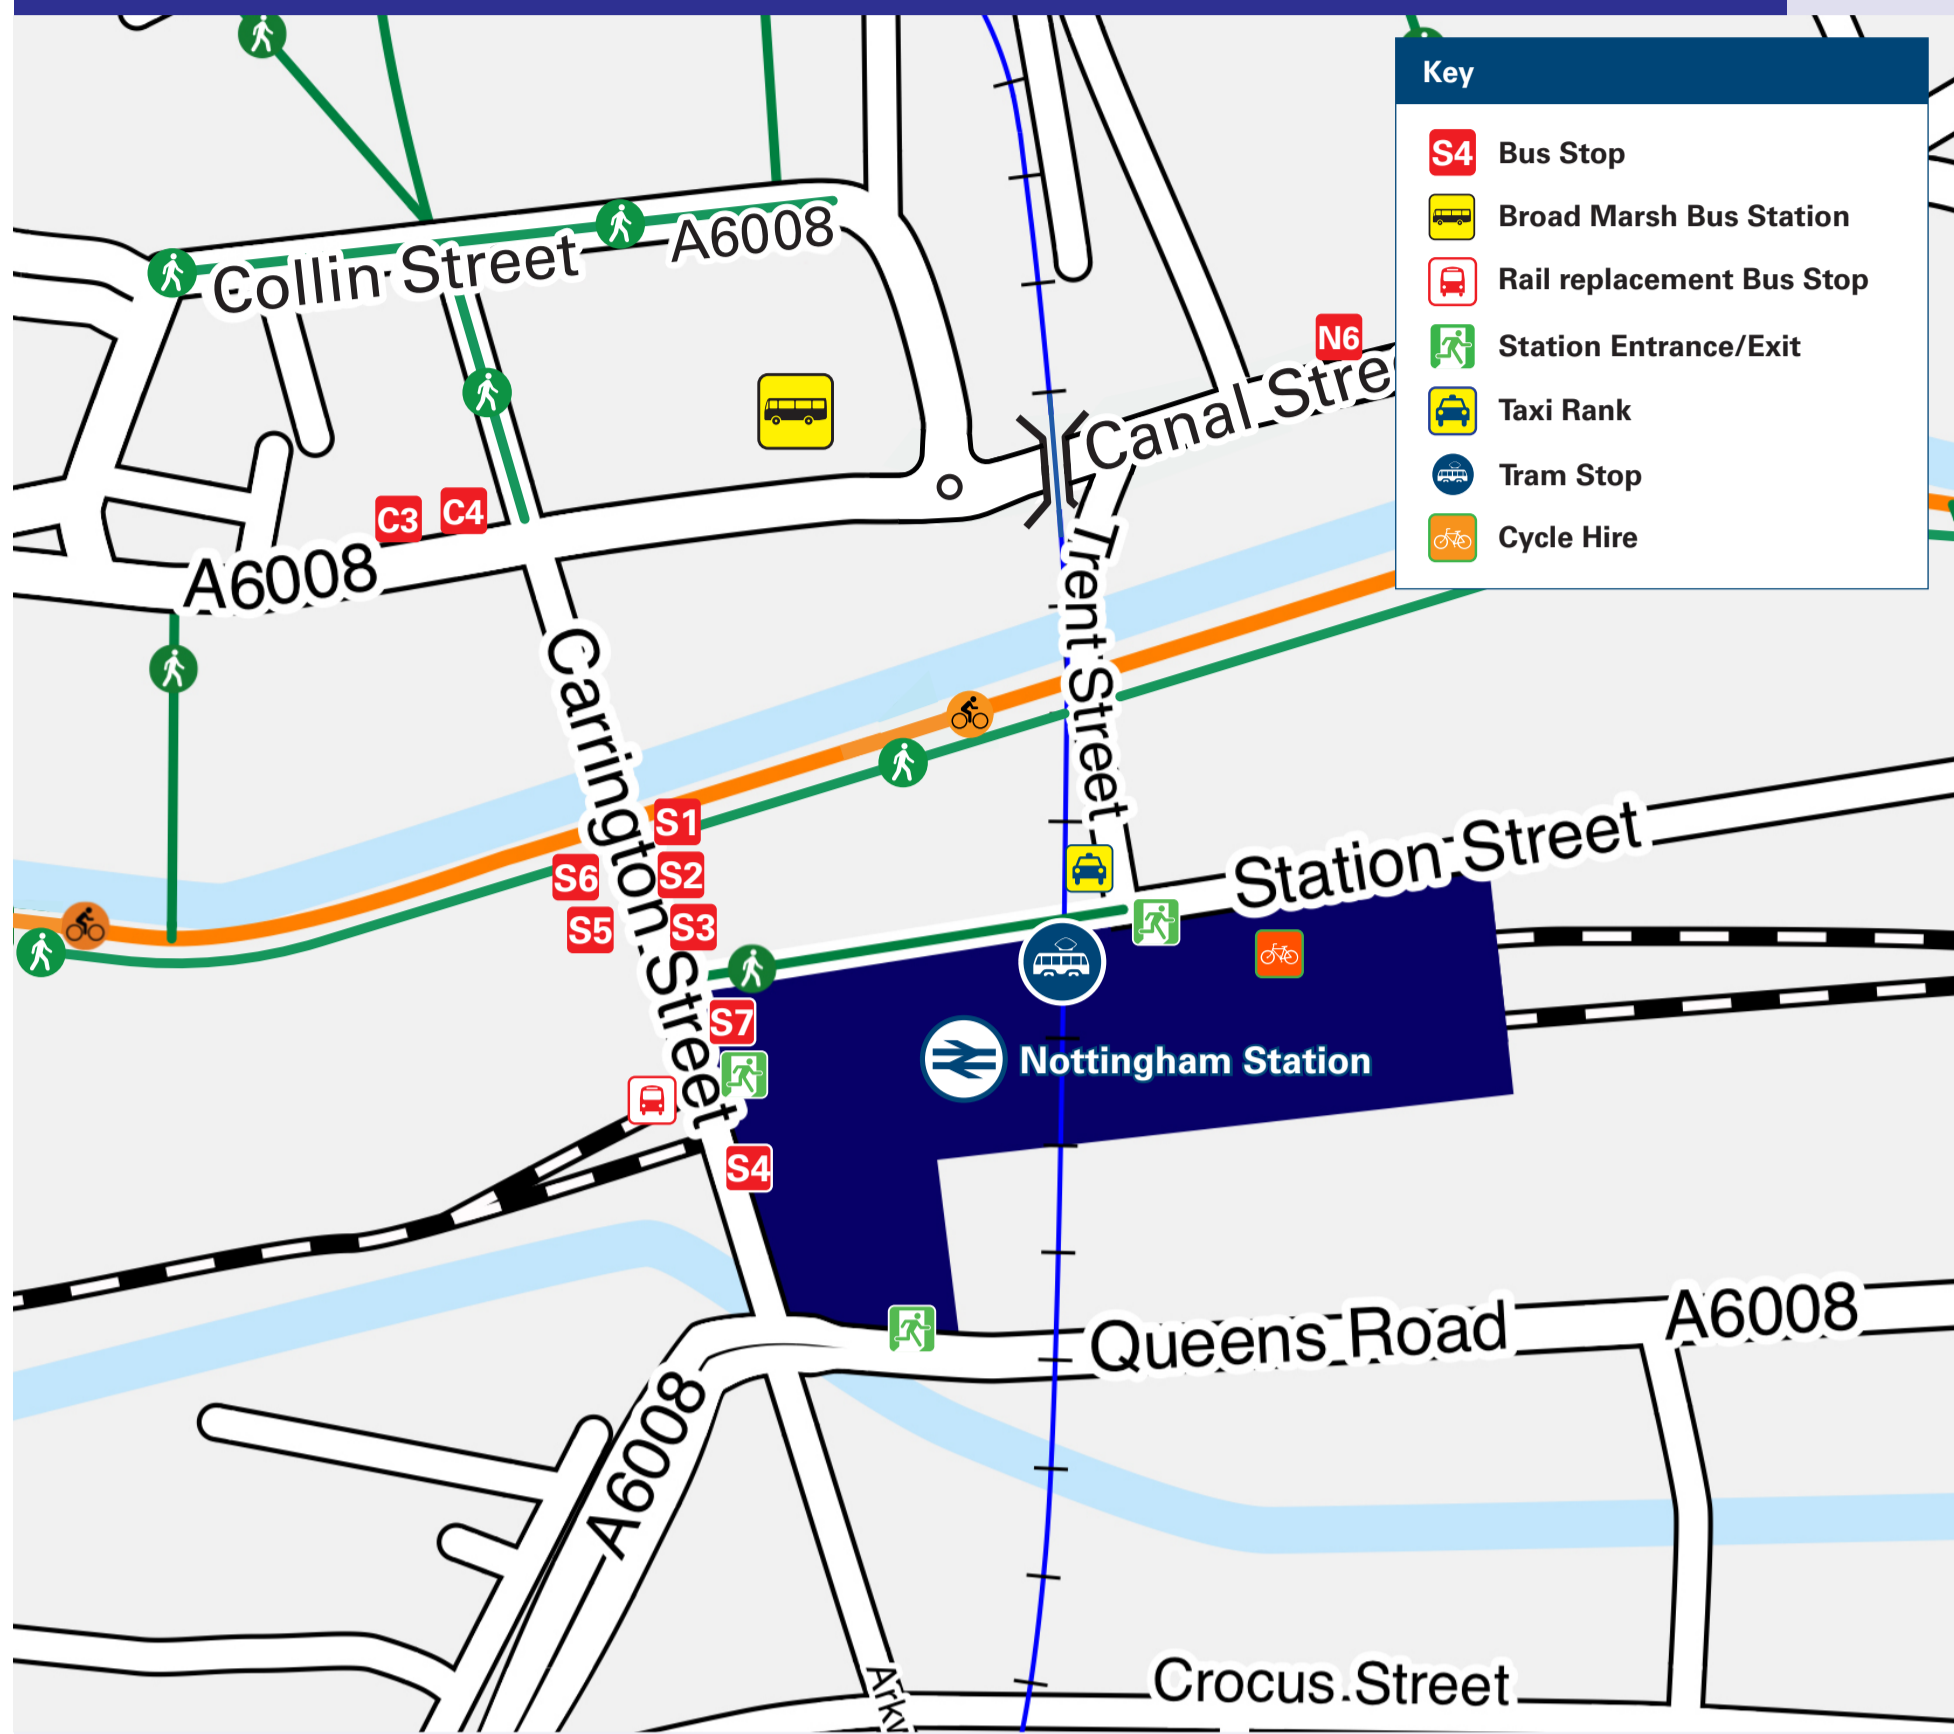 Key
S4 Bus Stop
Broad Marsh Bus Station
Rail replacement Bus Stop
Station Entrance/Exit
Taxi Rank
Tram Stop
Cycle Hire
A6008
Collin Street
N6
Canal
C3
C4
A6008
Trent Street
Carrington Street
S1
S6
S2
S5
S3
Station Street
S7
Nottingham Station
S4
Queens Road
A6008
A6008
Crocus Street